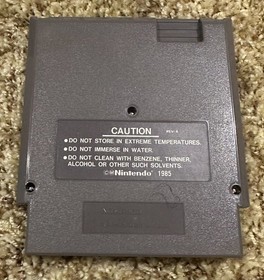 CAUTION
REV-A
•DO NOT STORE IN EXTREME TEMPERATURES.
•DO NOT IMMERSE IN WATER.
•DO NOT CLEAN WITH BENZENE, THINNER,
ALCOHOL OR OTHER SUCH SOLVENTS.
©Nintendo® 1985